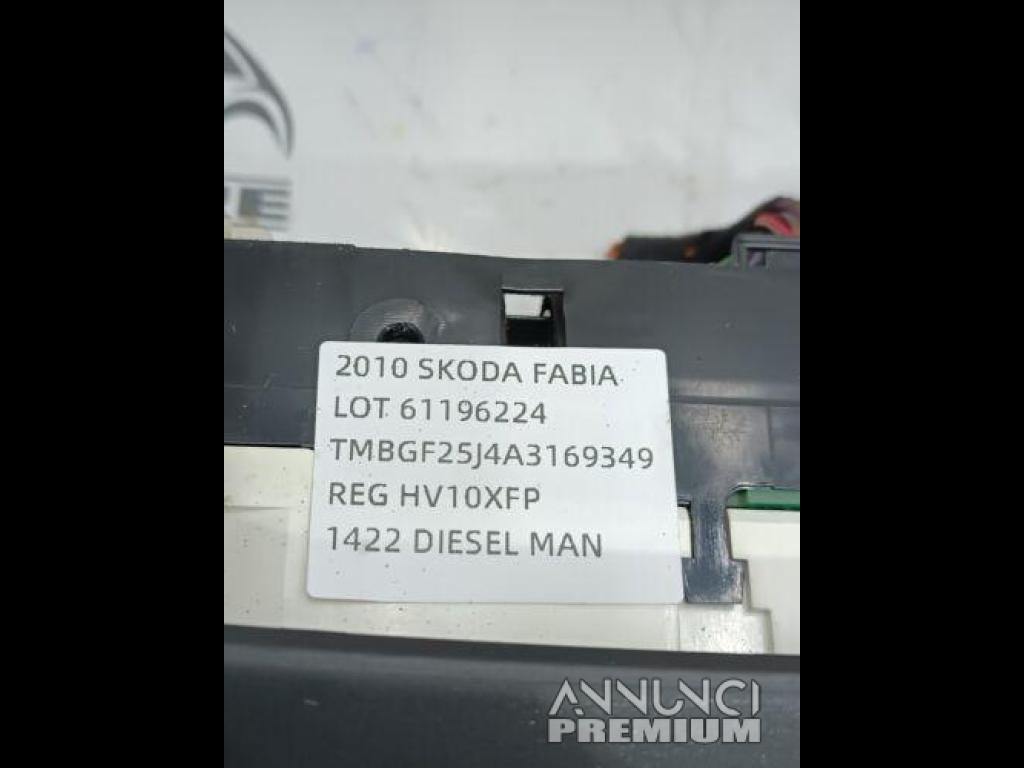 2010 SKODA FABIA
LOT 61196224
TMBGF25J4A3169349
REG HV10XFP
1422 DIESEL MAN
ANNUNCI
PREMIUM